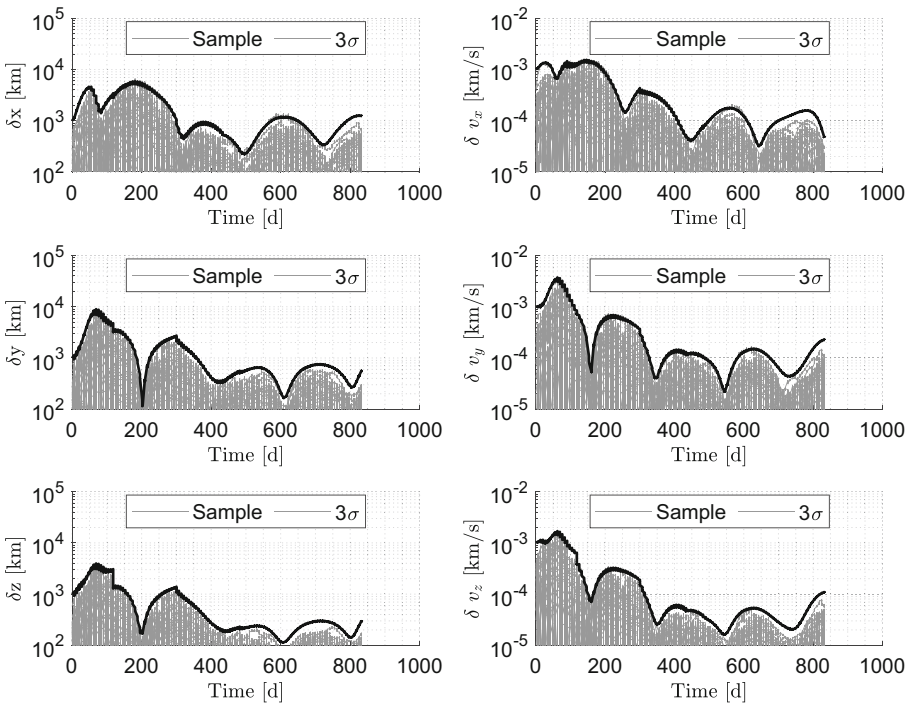 10^5 Sample 3σ
10^4
10^3
10^2
δx [km]
0 200 400 600 800 1000
Time [d]
10^-2 Sample 3σ
10^-3
10^-4
10^-5
δ v_x [km/s]
0 200 400 600 800 1000
Time [d]
10^5 Sample 3σ
10^4
10^3
10^2
δy [km]
0 200 400 600 800 1000
Time [d]
10^-2 Sample 3σ
10^-3
10^-4
10^-5
δ v_y [km/s]
0 200 400 600 800 1000
Time [d]
10^5 Sample 3σ
10^4
10^3
10^2
δz [km]
0 200 400 600 800 1000
Time [d]
10^-2 Sample 3σ
10^-3
10^-4
10^-5
δ v_z [km/s]
0 200 400 600 800 1000
Time [d]